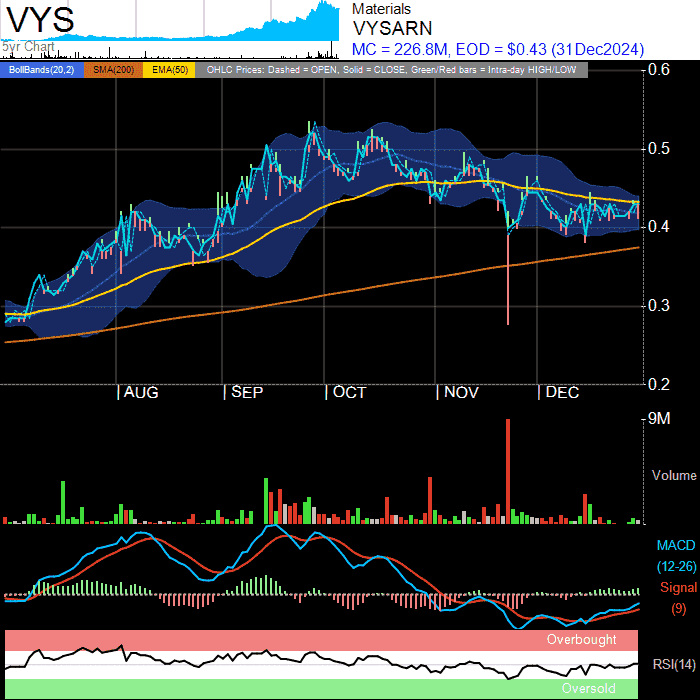 VYS
5yr Chart
Materials
VYSARN
MC = 226.8M, EOD = $0.43 (31Dec2024)
BollBands(20,2) SMA(200) EMA(50) OHLC Prices: Dashed = OPEN, Solid = CLOSE, Green/Red bars = Intra-day HIGH/LOW
0.6
0.5
0.4
0.3
0.2
AUG SEP OCT NOV DEC
9M
Volume
MACD
(12-26)
Signal
(9)
Overbought
RSI(14)
Oversold